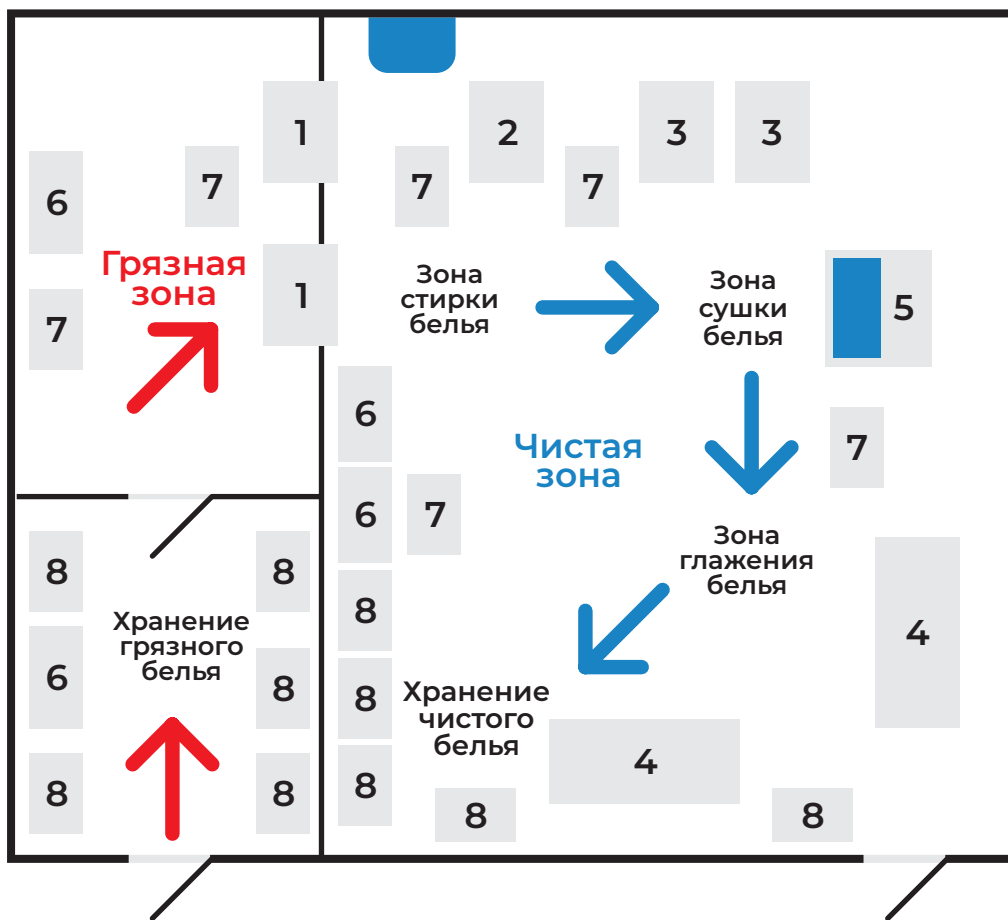 1
2
3
3
6
7
7
7
Грязная
зона
1
Зона
стирки
белья
Зона
сушки
белья
5
7
6
7
Чистая
зона
6
7
8
8
Зона
глажения
белья
Хранение
грязного
белья
8
4
6
8
8
Хранение
чистого
белья
4
8
8
8
8
8